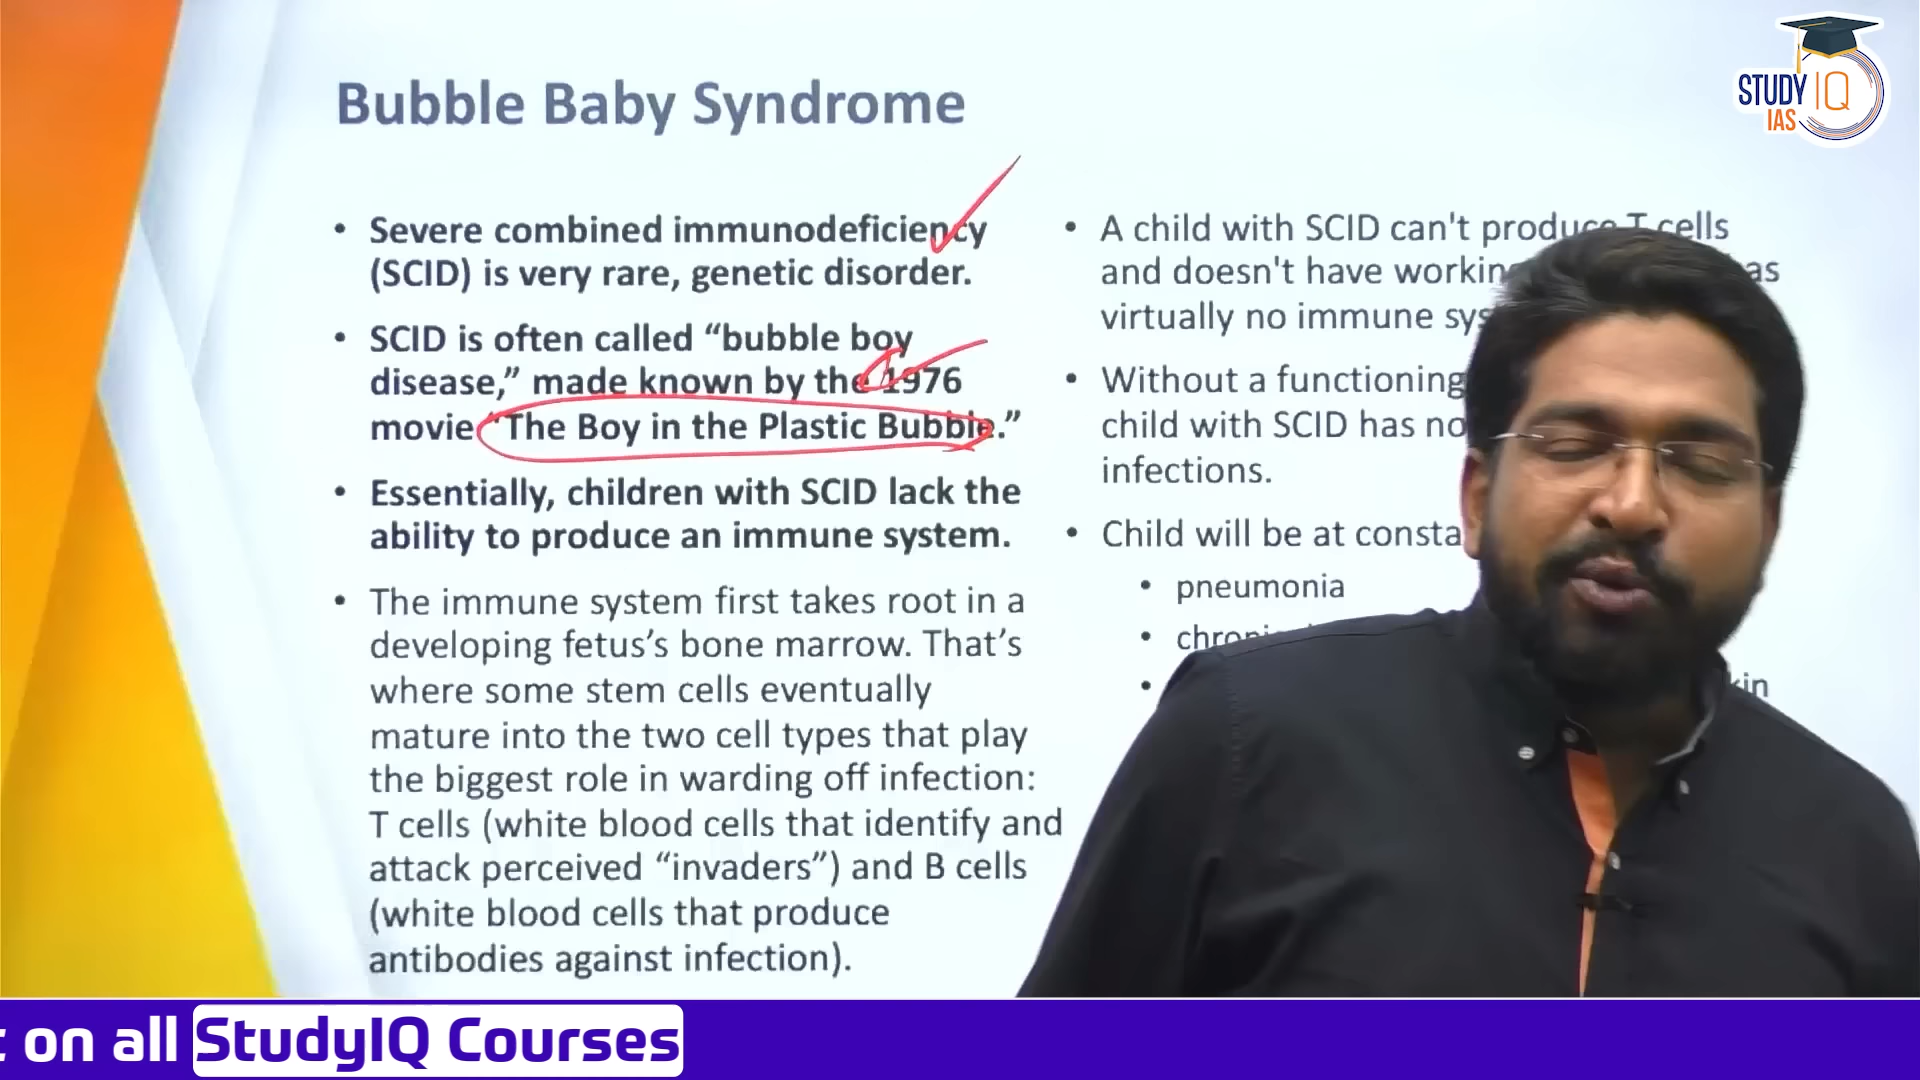 STUDY IQ
IAS
Bubble Baby Syndrome
• Severe combined immunodeficiency
(SCID) is very rare, genetic disorder.
• SCID is often called “bubble boy
disease,” made known by the 1976
movie “The Boy in the Plastic Bubble.”
• Essentially, children with SCID lack the
ability to produce an immune system.
• The immune system first takes root in a
developing fetus’s bone marrow. That’s
where some stem cells eventually
mature into the two cell types that play
the biggest role in warding off infection:
T cells (white blood cells that identify and
attack perceived “invaders”) and B cells
(white blood cells that produce
antibodies against infection).
• A child with SCID can't produce T cells
and doesn't have working
virtually no immune
• Without a functioning
child with SCID has no
infections.
• Child will be at
• pneumonia
on all StudyIQ Courses